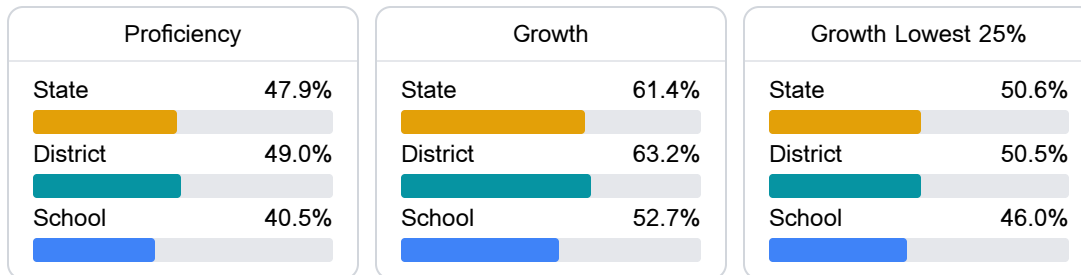 Proficiency
State 47.9%
District 49.0%
School 40.5%
Growth
State 61.4%
District 63.2%
School 52.7%
Growth Lowest 25%
State 50.6%
District 50.5%
School 46.0%